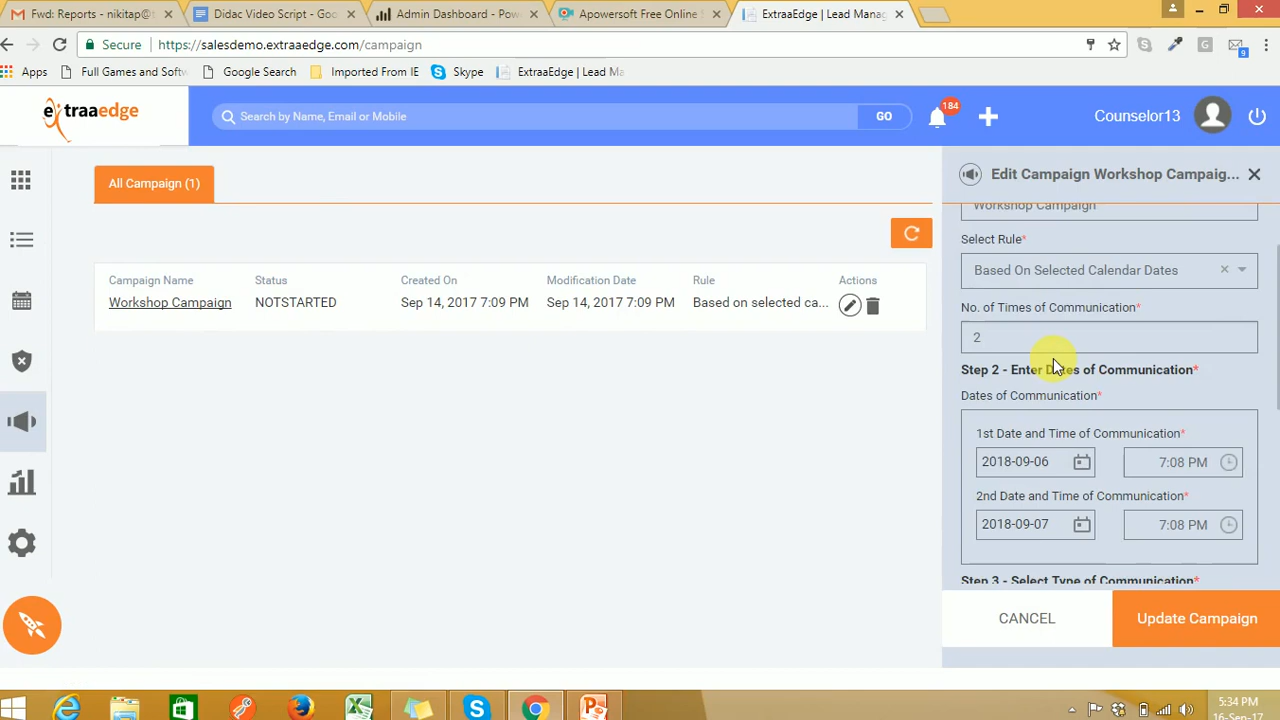 Fwd: Reports - nikitap@t
Didac Video Script - Goo
Admin Dashboard - Powe
Apowersoft Free Online
ExtraaEdge | Lead Manag
Secure
https://salesdemo.extraaedge.com/campaign
Apps
Full Games and Softw
Google Search
Imported From IE
Skype
ExtraaEdge | Lead Ma
9
extraaedge
Search by Name, Email or Mobile
GO
184
Counselor13
All Campaign (1)
Edit Campaign Workshop Campaig...
Workshop Campaign
Select Rule*
Based On Selected Calendar Dates
No. of Times of Communication*
2
Step 2 - Enter Dates of Communication*
Dates of Communication*
1st Date and Time of Communication*
2018-09-06
7:08 PM
2nd Date and Time of Communication*
2018-09-07
7:08 PM
Step 3 - Select Type of Communication*
CANCEL
Update Campaign
Campaign Name
Status
Created On
Modification Date
Rule
Actions
Workshop Campaign
NOTSTARTED
Sep 14, 2017 7:09 PM
Sep 14, 2017 7:09 PM
Based on selected ca...
5:34 PM
16-Sep-17